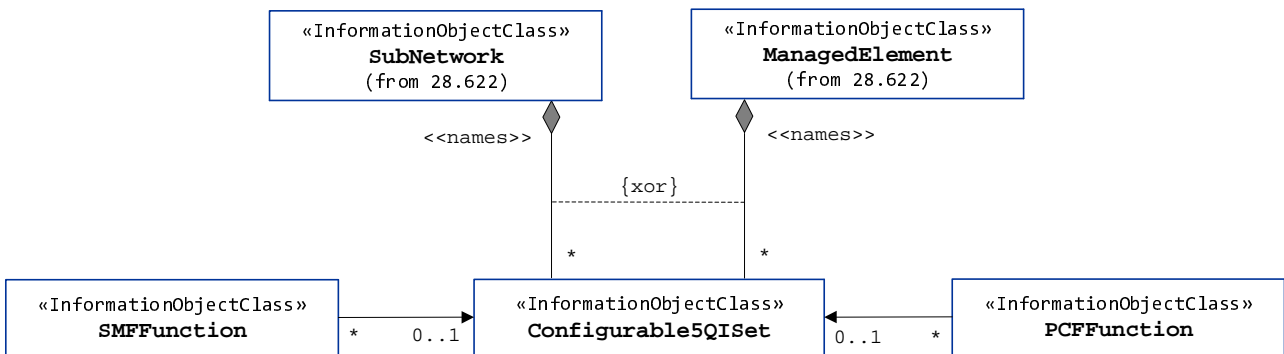 «InformationObjectClass»
SubNetwork
(from 28.622)
«InformationObjectClass»
ManagedElement
(from 28.622)
<<names>>
<<names>>
{xor}
*
*
«InformationObjectClass»
SMFFunction
*
0..1
«InformationObjectClass»
Configurable5QISet
0..1
*
«InformationObjectClass»
PCFFunction